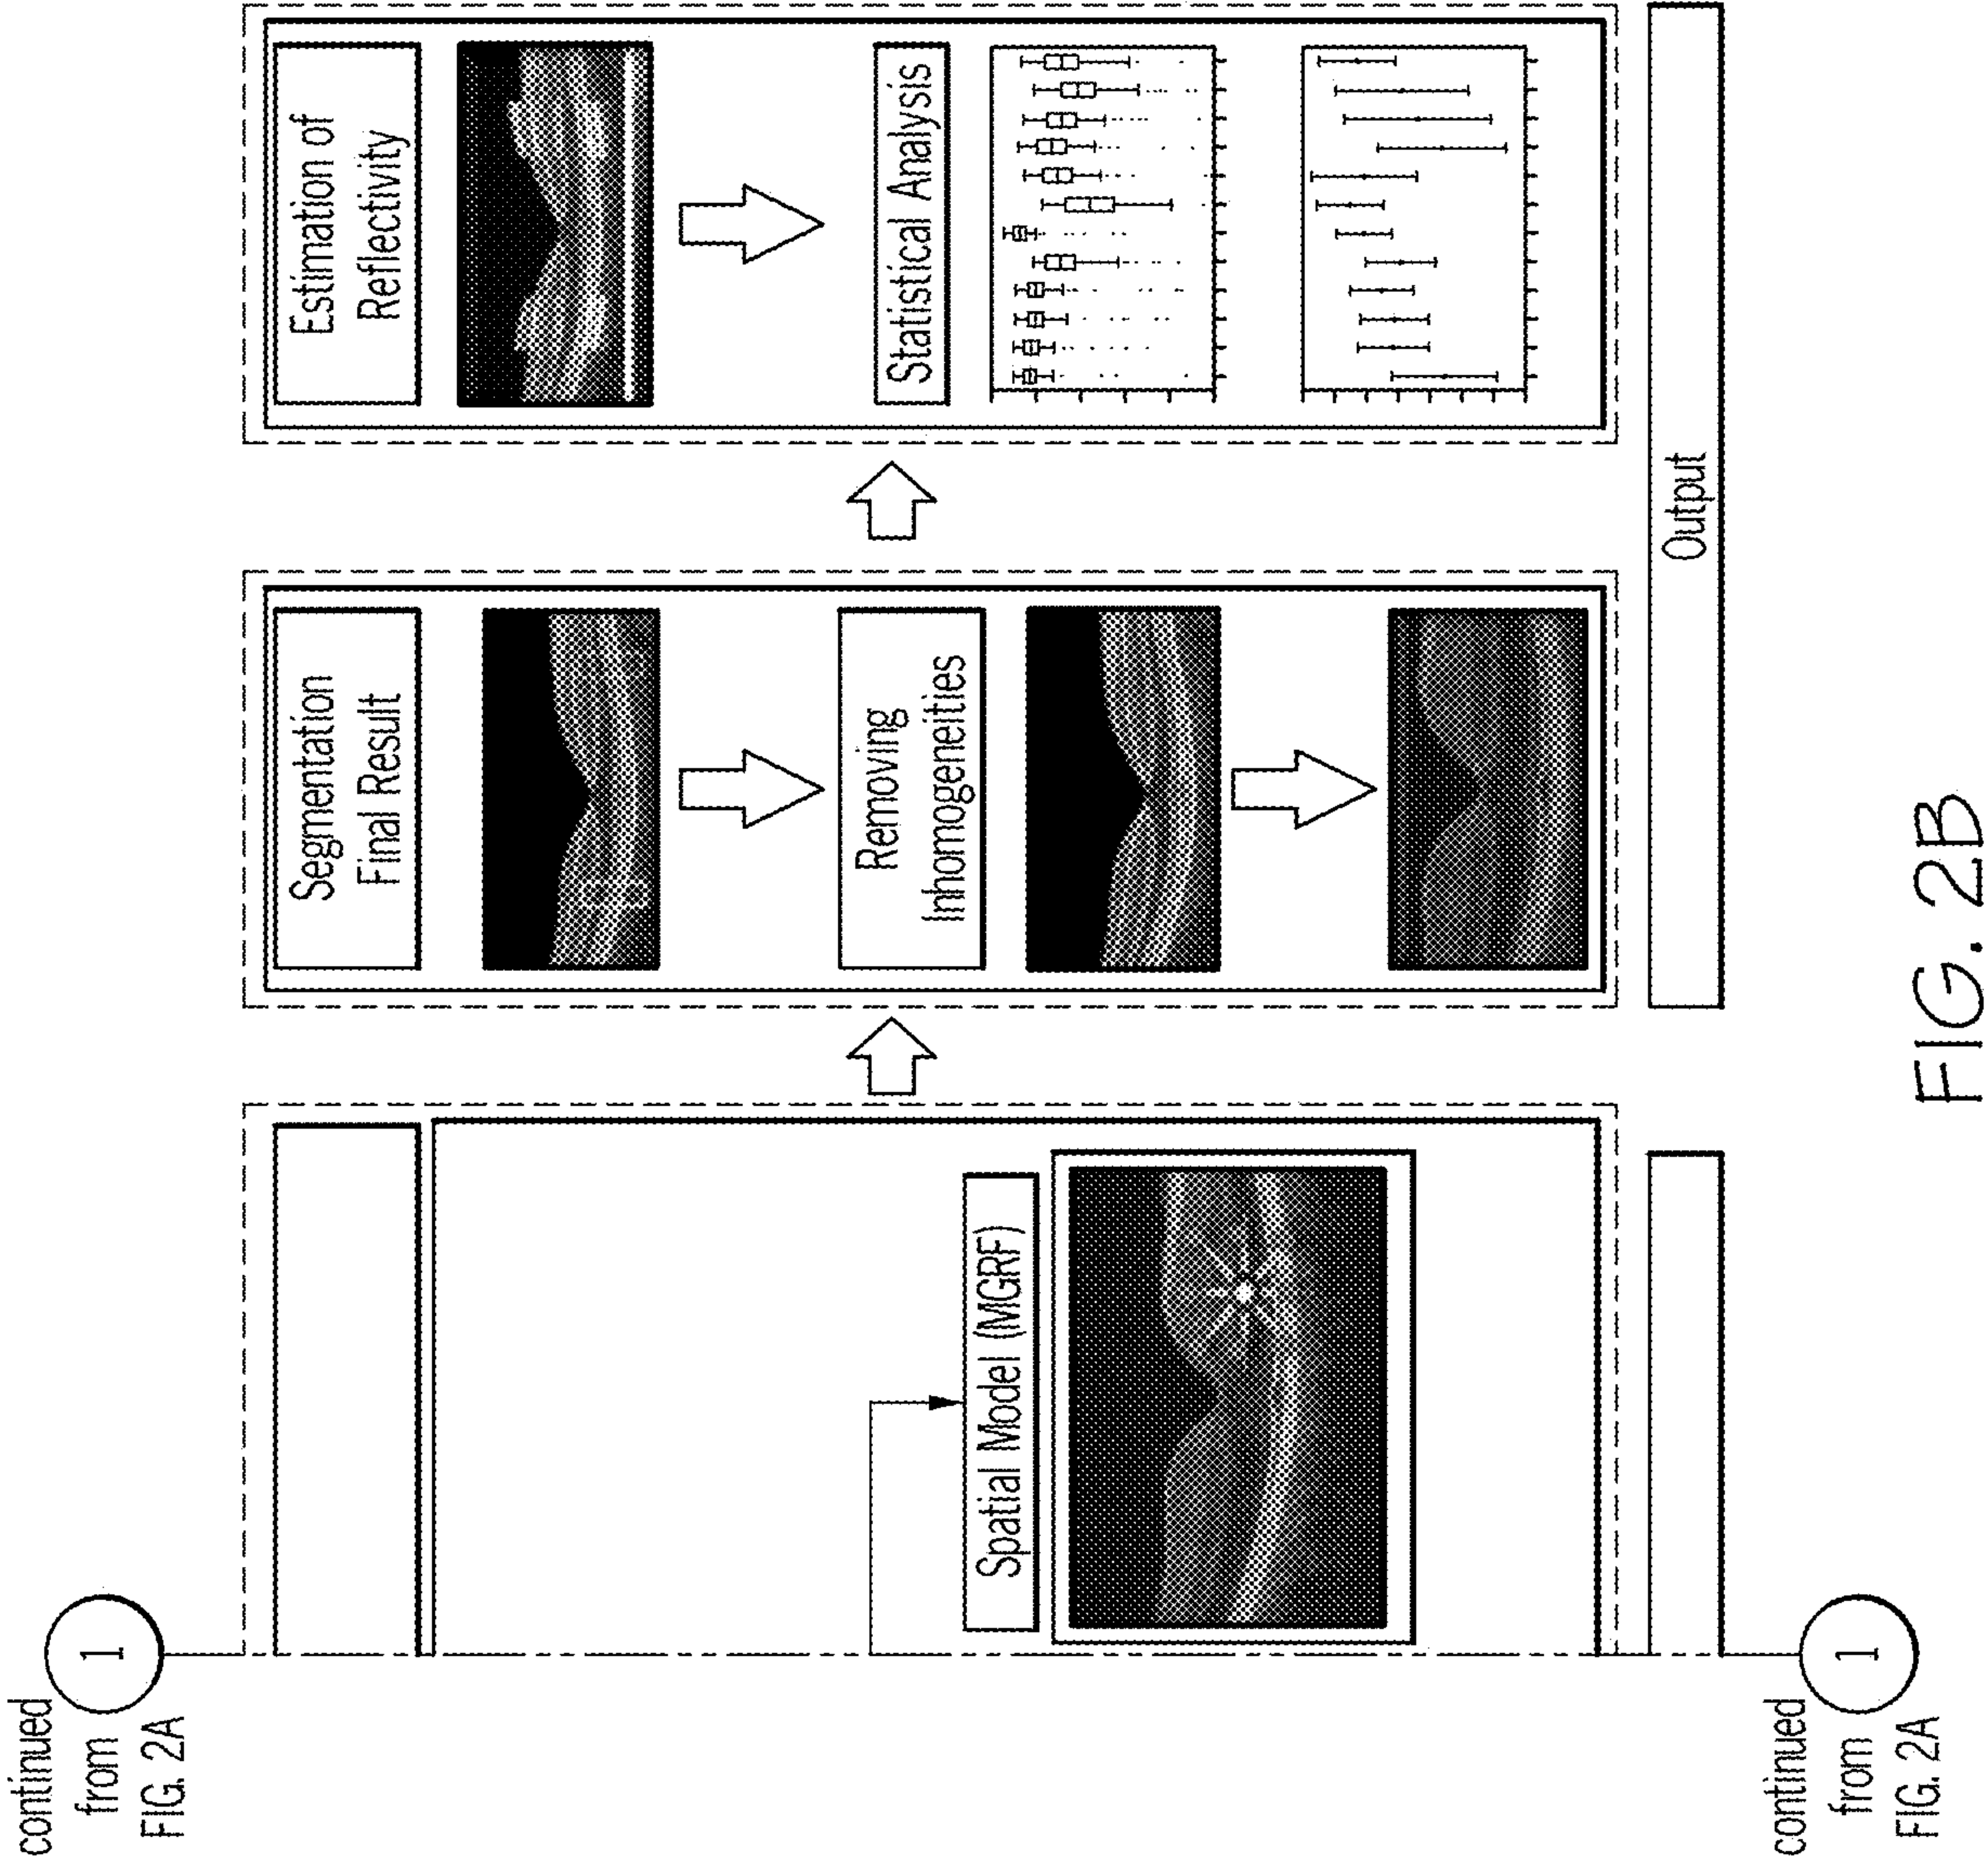 continued
from
FIG. 2A
1
Spatial Model (MGRF)
continued
from
FIG. 2A
1
Segmentation
Final Result
Removing
Inhomogeneities
Estimation of
Reflectivity
Statistical Analysis
Output
FIG. 2B